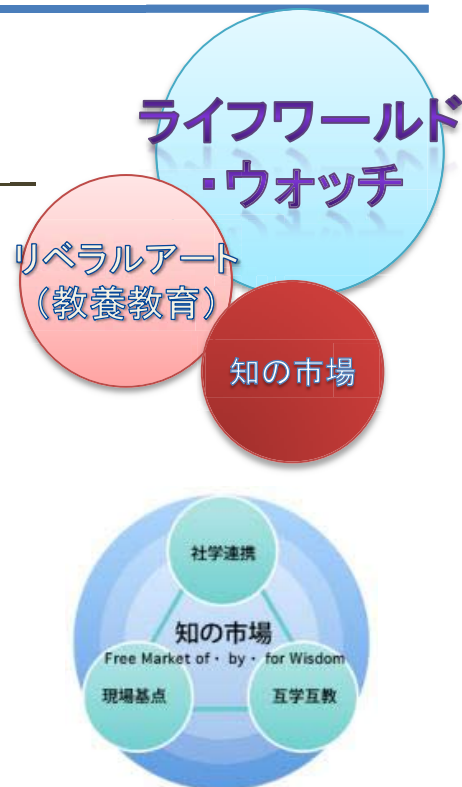 ライフワールド
・ウォッチ
リベラルアート
（教養教育）
知の市場
社学連携
知の市場
Free Market of・ by・ for Wisdom
現場基点
互学互教